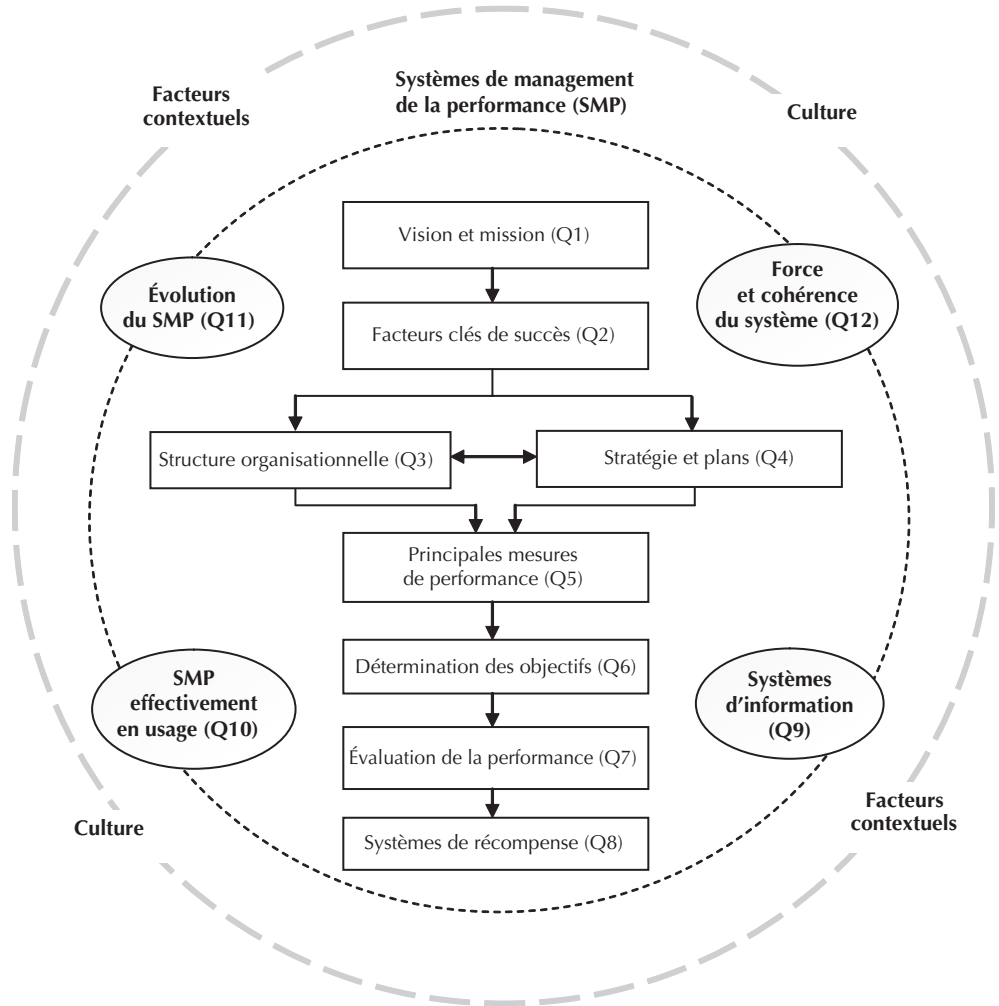 Systèmes de management
de la performance (SMP)
Facteurs
contextuels
Culture
Vision et mission (Q1)
Évolution
du SMP (Q11)
Force
et cohérence
du système (Q12)
Facteurs clés de succès (Q2)
Structure organisationnelle (Q3)
Stratégie et plans (Q4)
Principales mesures
de performance (Q5)
Détermination des objectifs (Q6)
SMP
effectivement
en usage (Q10)
Systèmes
d’information
(Q9)
Évaluation de la performance (Q7)
Culture
Facteurs
contextuels
Systèmes de récompense (Q8)